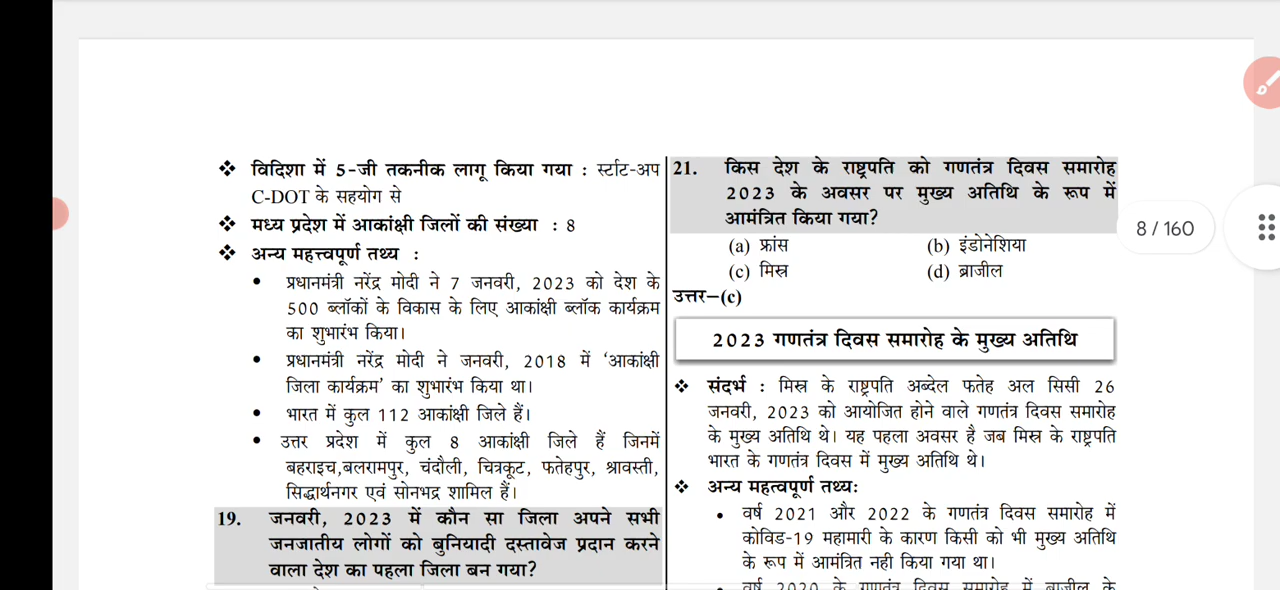 ❖ विदिशा में 5-जी तकनीक लागू किया गया : स्टार्ट-अप
C-DOT के सहयोग से
❖ मध्य प्रदेश में आकांक्षी जिलों की संख्या : 8
❖ अन्य महत्त्वपूर्ण तथ्य :
• प्रधानमंत्री नरेंद्र मोदी ने 7 जनवरी, 2023 को देश के
500 ब्लॉकों के विकास के लिए आकांक्षी ब्लॉक कार्यक्रम
का शुभारंभ किया।
• प्रधानमंत्री नरेंद्र मोदी ने जनवरी, 2018 में ‘आकांक्षी
जिला कार्यक्रम’ का शुभारंभ किया था।
• भारत में कुल 112 आकांक्षी जिले हैं।
• उत्तर प्रदेश में कुल 8 आकांक्षी जिले हैं जिनमें
बहराइच,बलरामपुर, चंदौली, चित्रकूट, फतेहपुर, श्रावस्ती,
सिद्धार्थनगर एवं सोनभद्र शामिल हैं।
19. जनवरी, 2023 में कौन सा जिला अपने सभी
जनजातीय लोगों को बुनियादी दस्तावेज प्रदान करने
वाला देश का पहला जिला बन गया?
21. किस देश के राष्ट्रपति को गणतंत्र दिवस समारोह
2023 के अवसर पर मुख्य अतिथि के रूप में
आमंत्रित किया गया?
(a) फ्रांस (b) इंडोनेशिया
(c) मिस्र (d) ब्राजील
उत्तर–(c)
2023 गणतंत्र दिवस समारोह के मुख्य अतिथि
❖ संदर्भ : मिस्र के राष्ट्रपति अब्देल फतेह अल सिसी 26
जनवरी, 2023 को आयोजित होने वाले गणतंत्र दिवस समारोह
के मुख्य अतिथि थे। यह पहला अवसर है जब मिस्र के राष्ट्रपति
भारत के गणतंत्र दिवस में मुख्य अतिथि थे।
❖ अन्य महत्वपूर्ण तथ्य:
• वर्ष 2021 और 2022 के गणतंत्र दिवस समारोह में
कोविड-19 महामारी के कारण किसी को भी मुख्य अतिथि
के रूप में आमंत्रित नही किया गया था।
• वर्ष 2020 के गणतंत्र दिवस समारोह में ब्राजील के
8 / 160